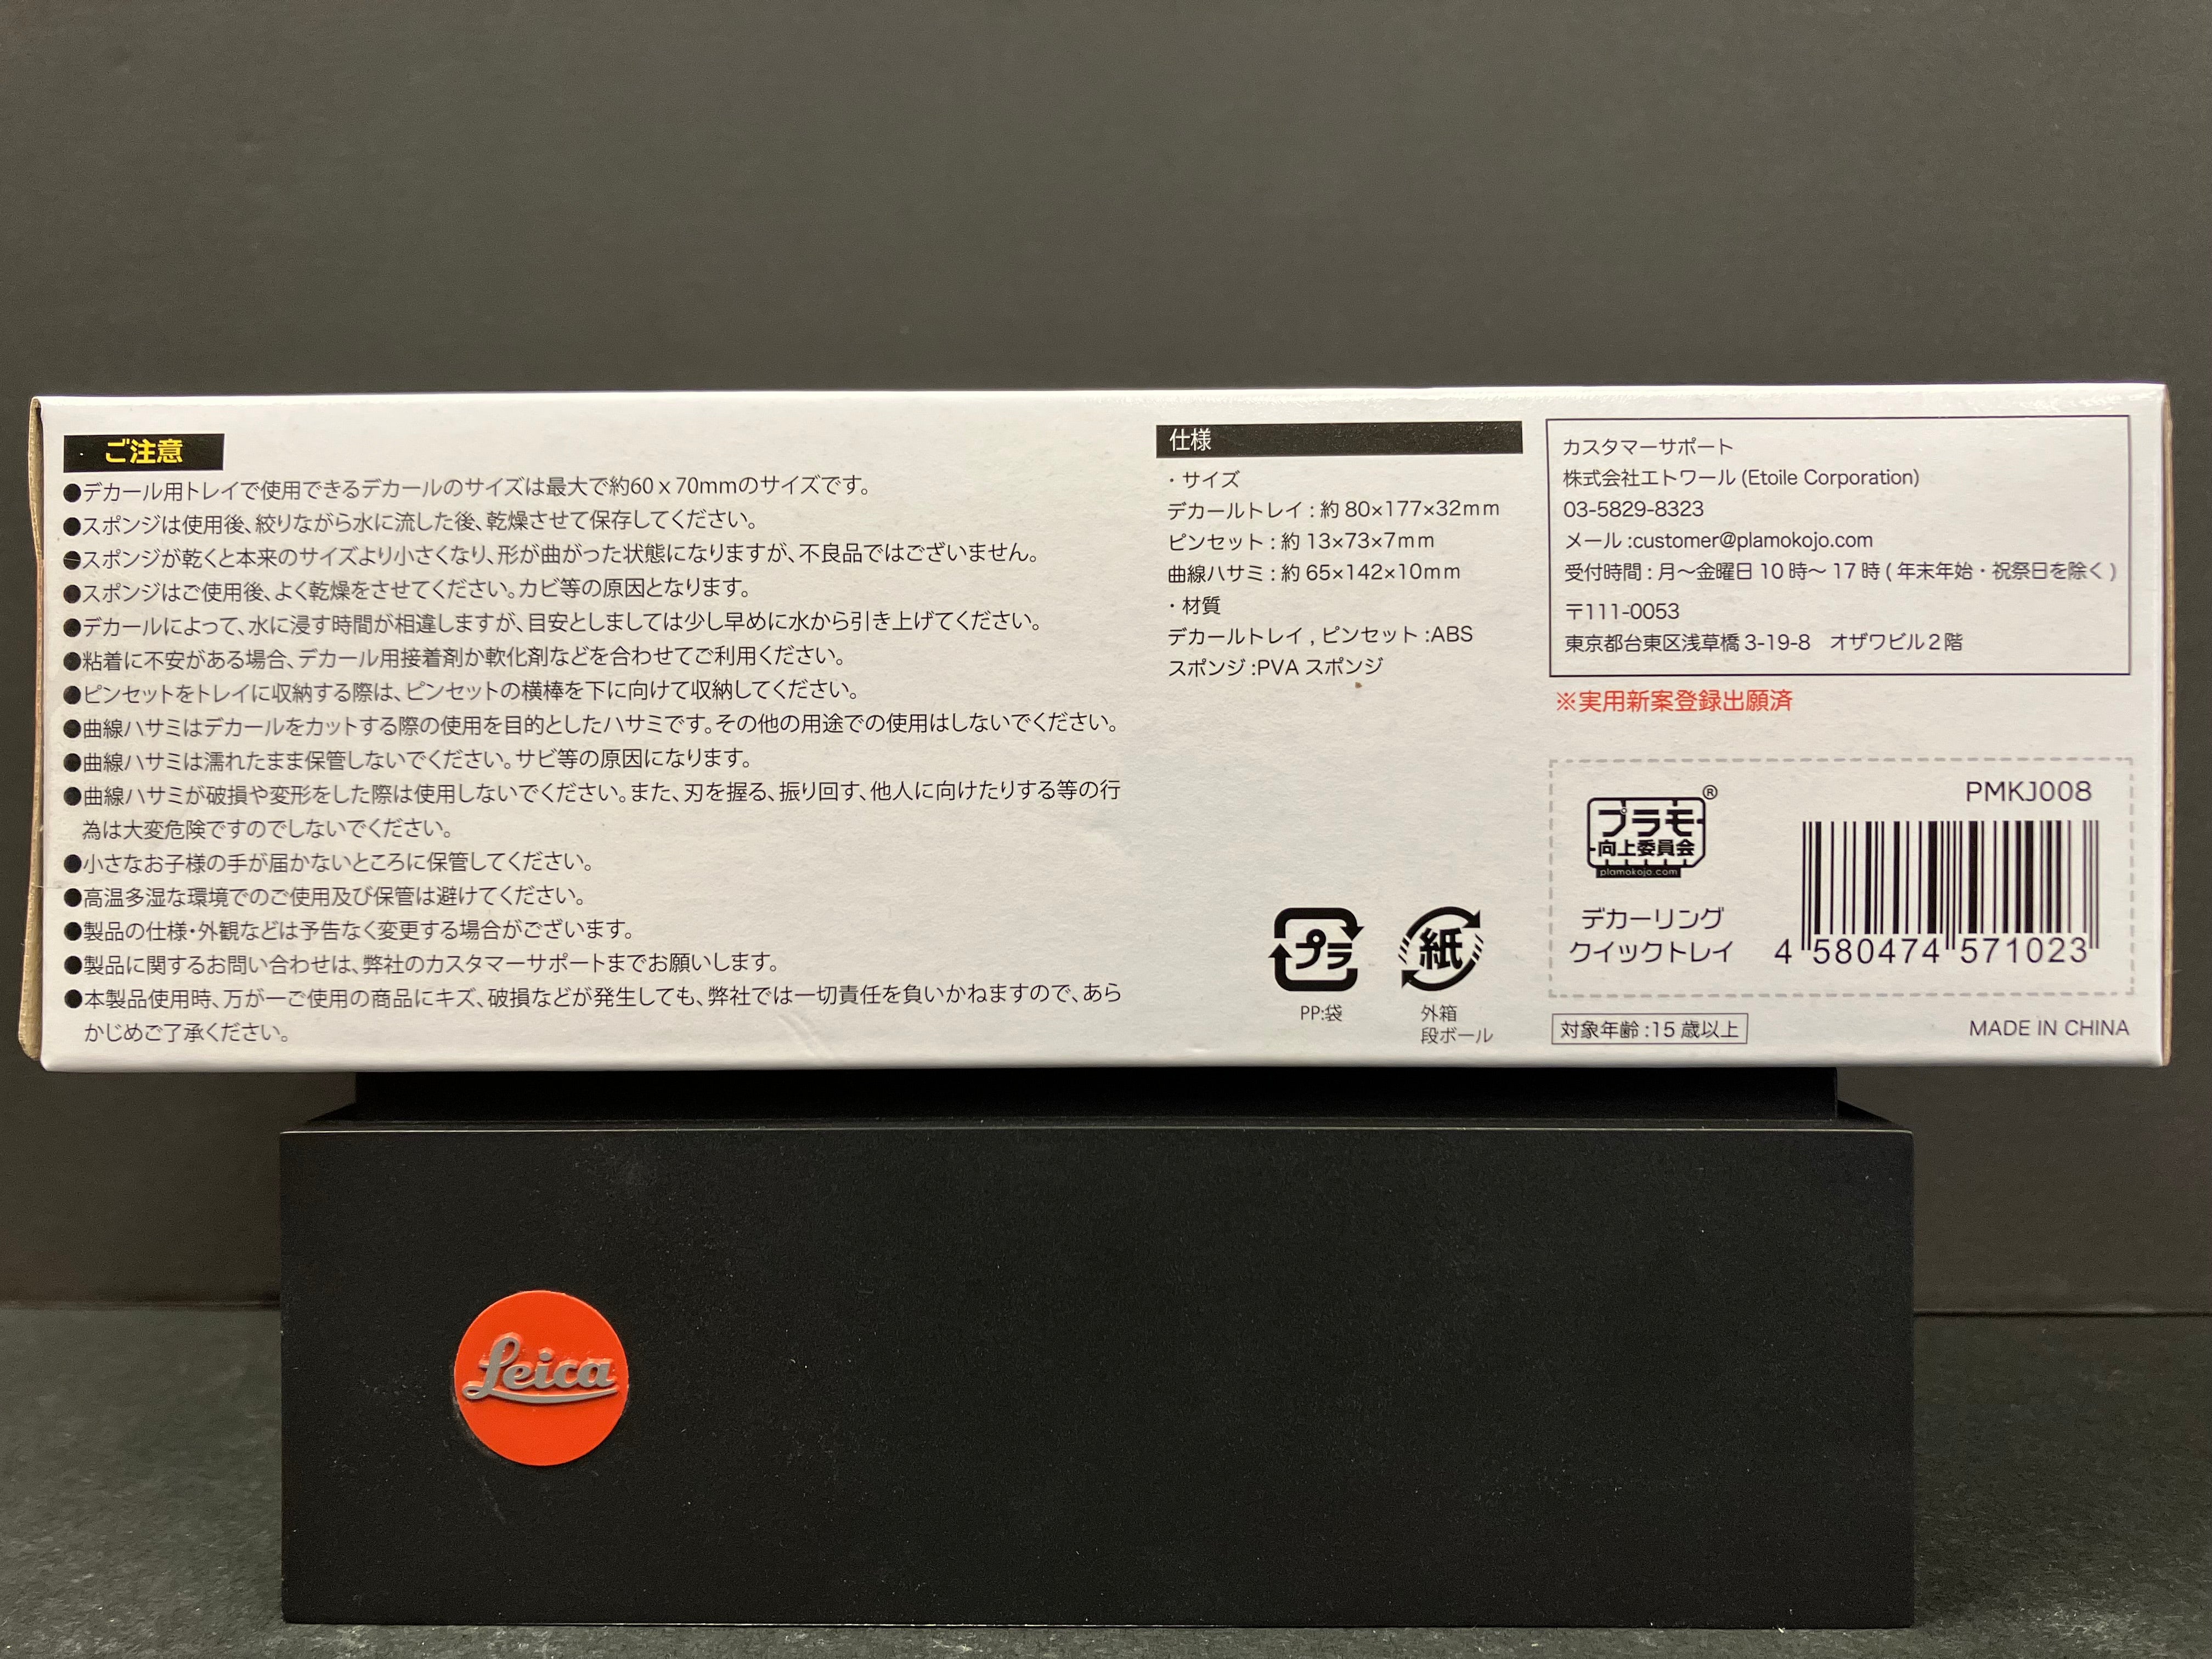 ご注意
●デカール用トレイで使用できるデカールのサイズは最大で約60 x 70mmのサイズです。
●スポンジは使用後、絞りながら水に流した後、乾燥させて保存してください。
●スポンジが乾くと本来のサイズより小さくなり、形が曲がった状態になりますが、不良品ではございません。
●スポンジはご使用後、よく乾燥をさせてください。カビ等の原因となります。
●デカールによって、水に浸す時間が相違しますが、目安としましては少し早めに水から引き上げてください。
●粘着に不安がある場合、デカール用接着剤か軟化剤などを合わせてご利用ください。
●ピンセットをトレイに収納する際は、ピンセットの横棒を下に向けて収納してください。
●曲線ハサミはデカールをカットする際の使用を目的としたハサミです。その他の用途での使用はしないでください。
●曲線ハサミは濡れたまま保管しないでください。サビ等の原因になります。
●曲線ハサミが破損や変形をした際は使用しないでください。また、刃を握る、振り回す、他人に向けたりする等の行
為は大変危険ですのでしないでください。
●小さなお子様の手が届かないところに保管してください。
●高温多湿な環境でのご使用及び保管は避けてください。
●製品の仕様・外観などは予告なく変更する場合がございます。
●製品に関するお問い合わせは、弊社のカスタマーサポートまでお願いします。
●本製品使用時、万が一ご使用の商品にキズ、破損などが発生しても、弊社では一切責任を負いかねますので、あら
かじめご了承ください。
仕様
・サイズ
デカールトレイ : 約 80×177×32mm
ピンセット : 約 13×73×7mm
曲線ハサミ : 約 65×142×10mm
・材質
デカールトレイ , ピンセット :ABS
スポンジ :PVA スポンジ
プラ
PP:袋
紙
外箱
段ボール
カスタマーサポート
株式会社エトワール (Etoile Corporation)
03-5829-8323
メール :customer@plamokojo.com
受付時間 : 月～金曜日 10 時～ 17 時 ( 年末年始・祝祭日を除く )
〒111-0053
東京都台東区浅草橋 3-19-8 オザワビル 2 階
※実用新案登録出願済
プラモ®
向上委員会
plamokojo.com
デカーリング
クイックトレイ
PMKJ008
4 580474 571023
対象年齢 :15 歳以上
MADE IN CHINA
Leica